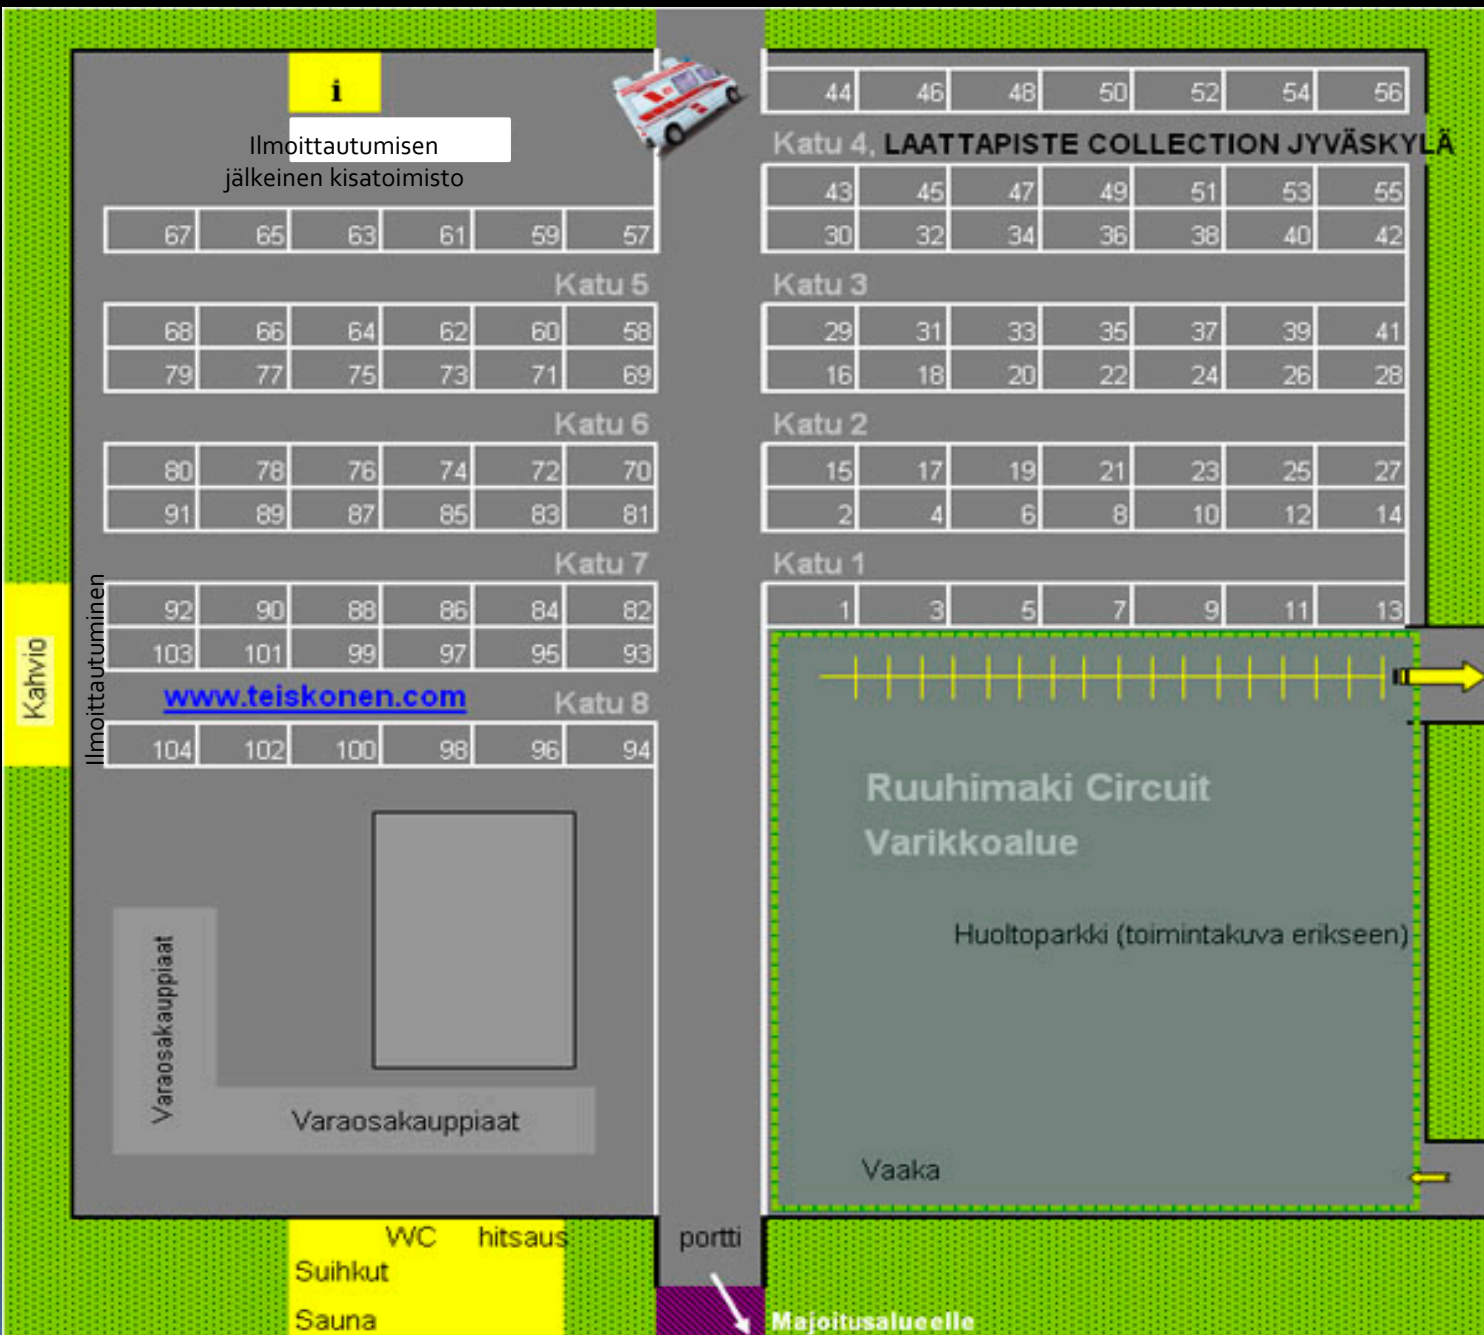 i
Ilmoittautumisen
jälkeinen kisatoimisto
44 46 48 50 52 54 56
Katu 4, LAATTAPISTE COLLECTION JYVÄSKYLÄ
43 45 47 49 51 53 55
67 65 63 61 59 57
30 32 34 36 38 40 42
Katu 5
Katu 3
68 66 64 62 60 58
29 31 33 35 37 39 41
79 77 75 73 71 69
16 18 20 22 24 26 28
Katu 6
Katu 2
80 78 76 74 72 70
15 17 19 21 23 25 27
91 89 87 85 83 81
2 4 6 8 10 12 14
Katu 7
Katu 1
92 90 88 86 84 82
1 3 5 7 9 11 13
103 101 99 97 95 93
Kahvio
Ilmoittautuminen
www.teiskonen.com
Katu 8
104 102 100 98 96 94
Ruuhimaki Circuit
Varikkoalue
Huoltoparkki (toimintakuva erikseen)
Varaosakauppiaat
Varaosakauppiaat
Vaaka
WC hitsaus
Suihkut
Sauna
portti
Majoitusalueelle